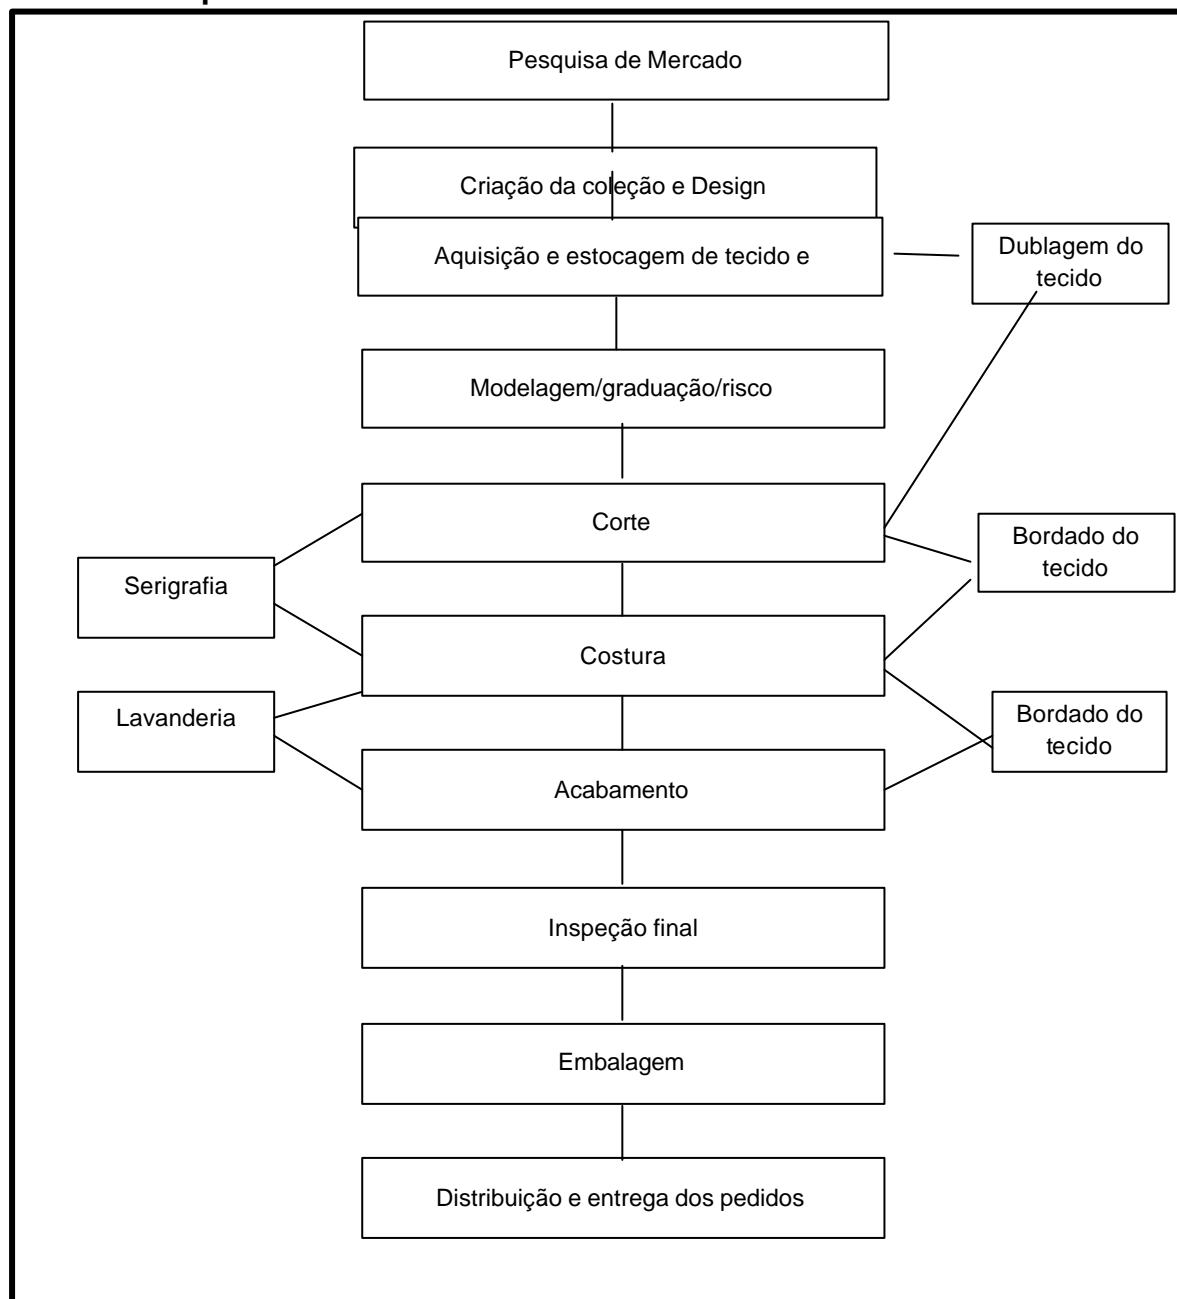 Pesquisa de Mercado
Criação da coleção e Design
Aquisição e estocagem de tecido e
Dublagem do
tecido
Modelagem/graduação/risco
Corte
Bordado do
tecido
Serigrafia
Costura
Lavanderia
Bordado do
tecido
Acabamento
Inspeção final
Embalagem
Distribuição e entrega dos pedidos